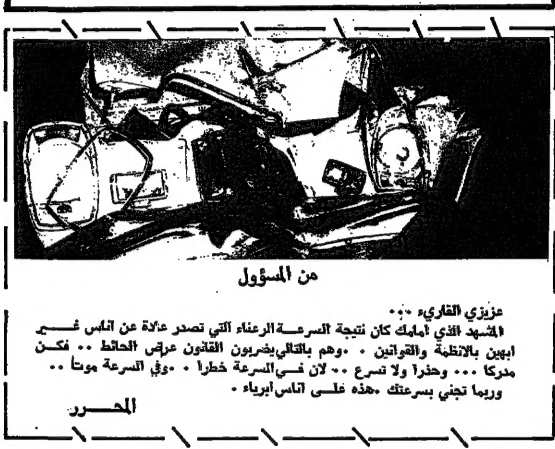 من المسؤول
عزيزي القاريء ...
المشهد الذي امامك كان نتيجة السرعة الرعناء التي تصدر عادة عن اناس غير
ابهين بالانظمة والقوانين . . وهم بالتالي يضربون القانون عرض الحائط .. فكن
مدركا ... وحذرا ولا تسرع .. لان في السرعة خطرا . . وفي السرعة موتا ..
وربما تجني بسرعتك هذه على اناس ابرياء .
المحرر